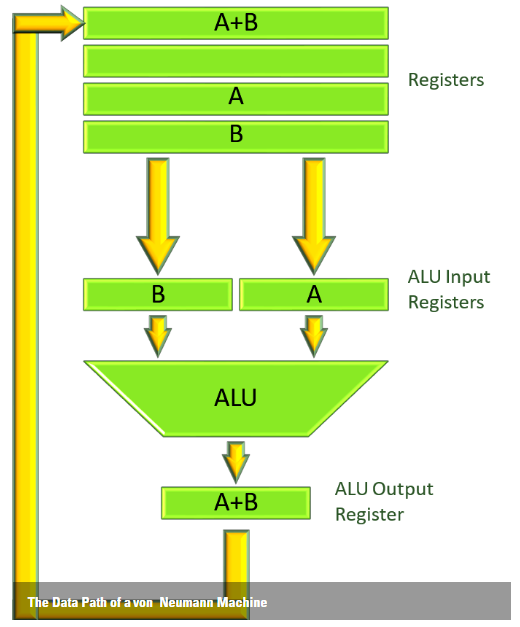 A+B
Registers
A
B
B
A
ALU Input
Registers
ALU
A+B
ALU Output
Register
The Data Path of a von Neumann Machine